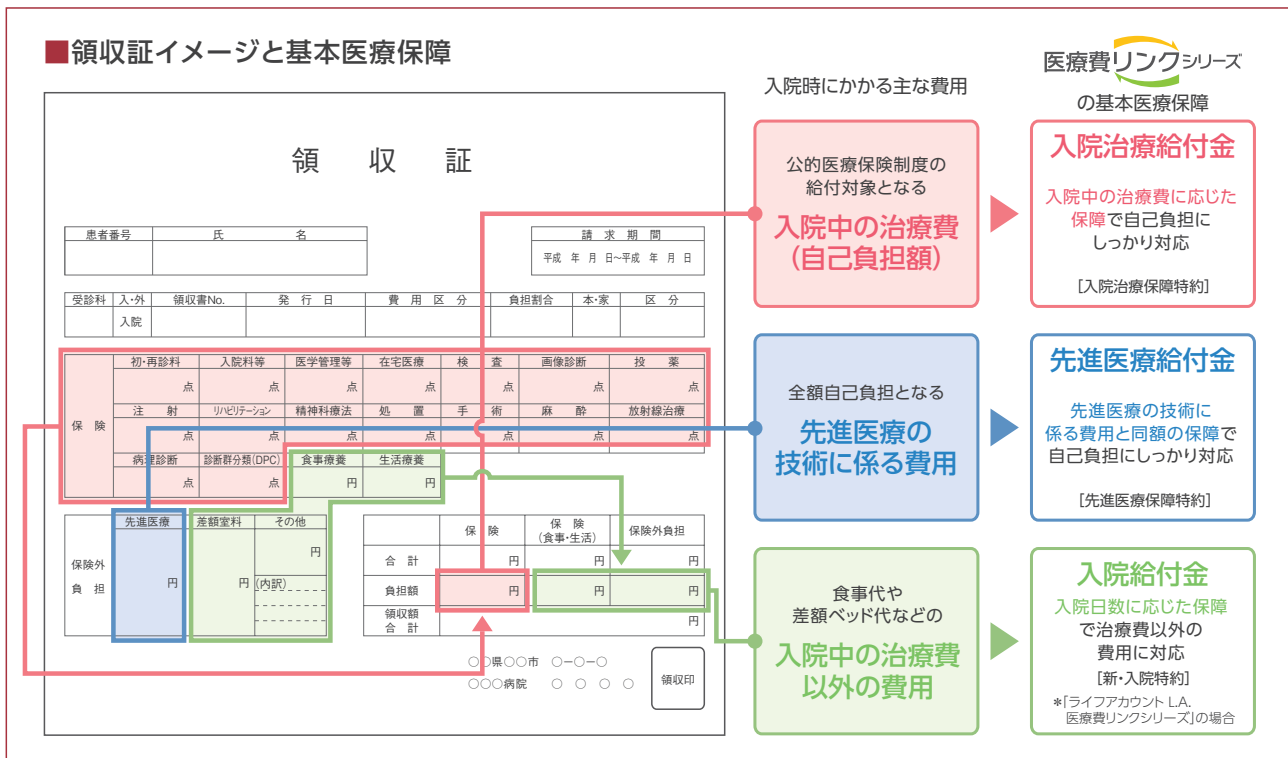 ■領収証イメージと基本医療保障
領収証
患者番号 氏名
請求期間
平成 年 月 日~平成 年 月 日
受診科 入・外 領収書No. 発行日 費用区分 負担割合 本・家 区分
入院
保険
初・再診料 入院料等 医学管理等 在宅医療 検査 画像診断 投薬
点 点 点 点 点 点 点
注射 リハビリテーション 精神科療法 処置 手術 麻酔 放射線治療
点 点 点 点 点 点 点
病理診断 診断群分類(DPC) 食事療養 生活療養
点 点 円 円
保険外
負担
先進医療 差額室料 その他
円 円 円
(内訳)
保険 保険(食事・生活) 保険外負担
合計 円 円 円
負担額 円 円 円
領収額
合計 円
○○県○○市 ○−○−○
○○○病院 ○ ○ ○ ○
領収印
入院時にかかる主な費用
公的医療保険制度の
給付対象となる
入院中の治療費
(自己負担額)
全額自己負担となる
先進医療の
技術に係る費用
食事代や
差額ベッド代などの
入院中の治療費
以外の費用
医療費リンクシリーズ
の基本医療保障
入院治療給付金
入院中の治療費に応じた
保障で自己負担に
しっかり対応
[入院治療保障特約]
先進医療給付金
先進医療の技術に
係る費用と同額の保障で
自己負担にしっかり対応
[先進医療保障特約]
入院給付金
入院日数に応じた保障
で治療費以外の
費用に対応
[新・入院特約]
*「ライフアカウント L.A.
医療費リンクシリーズ」の場合